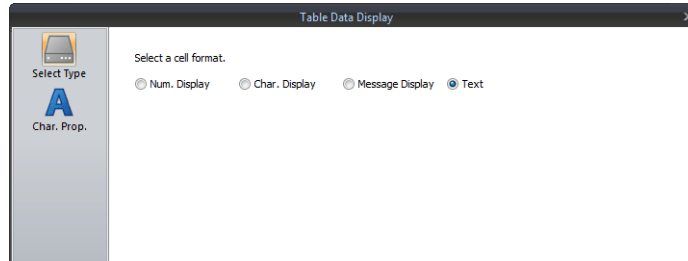 Table Data Display
Select Type
Char. Prop.
Select a cell format.
Num. Display Char. Display Message Display Text